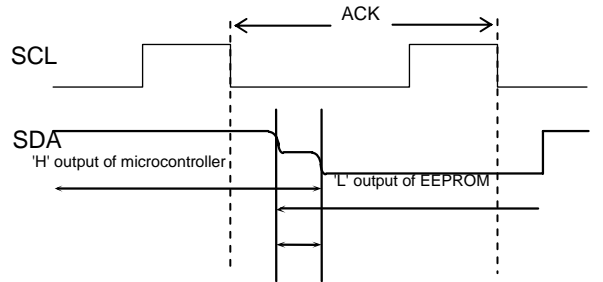 ACK
SCL
SDA
'H' output of microcontroller
'L' output of EEPROM